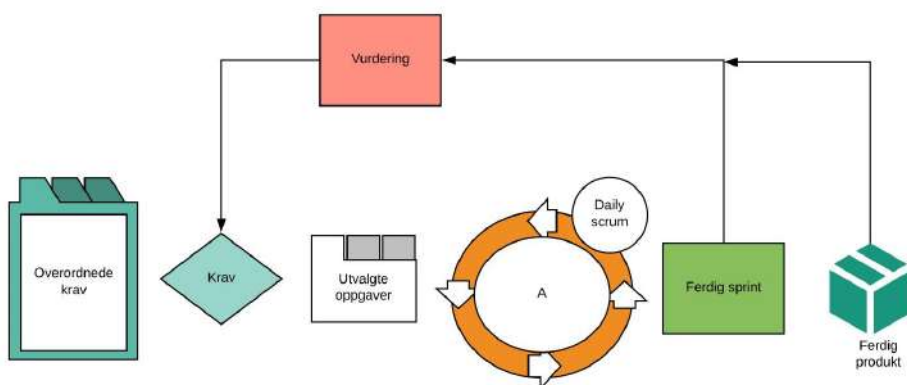 Vurdering
Overordnede
krav
Krav
Utvalgte
oppgaver
A
Daily
scrum
Ferdig sprint
Ferdig
produkt